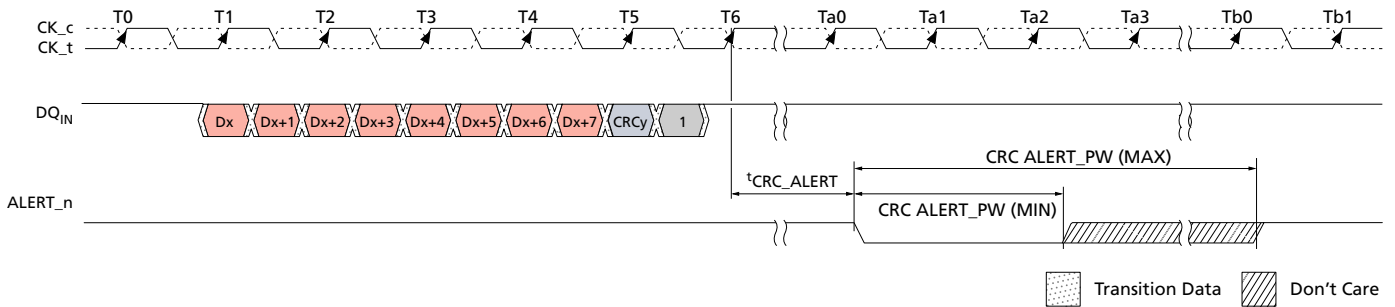 T0 T1 T2 T3 T4 T5 T6 Ta0 Ta1 Ta2 Ta3 Tb0 Tb1
CK_c
CK_t
DQIN
Dx Dx+1 Dx+2 Dx+3 Dx+4 Dx+5 Dx+6 Dx+7 CRCy 1
CRC ALERT_PW (MAX)
tCRC_ALERT
CRC ALERT_PW (MIN)
ALERT_n
Transition Data Don't Care